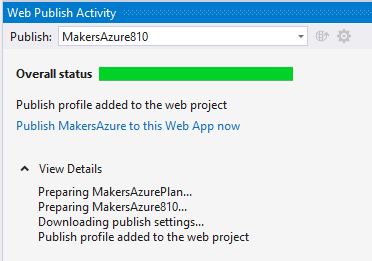 Web Publish Activity
Publish: MakersAzure810
Overall status
Publish profile added to the web project
Publish MakersAzure to this Web App now
View Details
Preparing MakersAzurePlan...
Preparing MakersAzure810...
Downloading publish settings...
Publish profile added to the web project